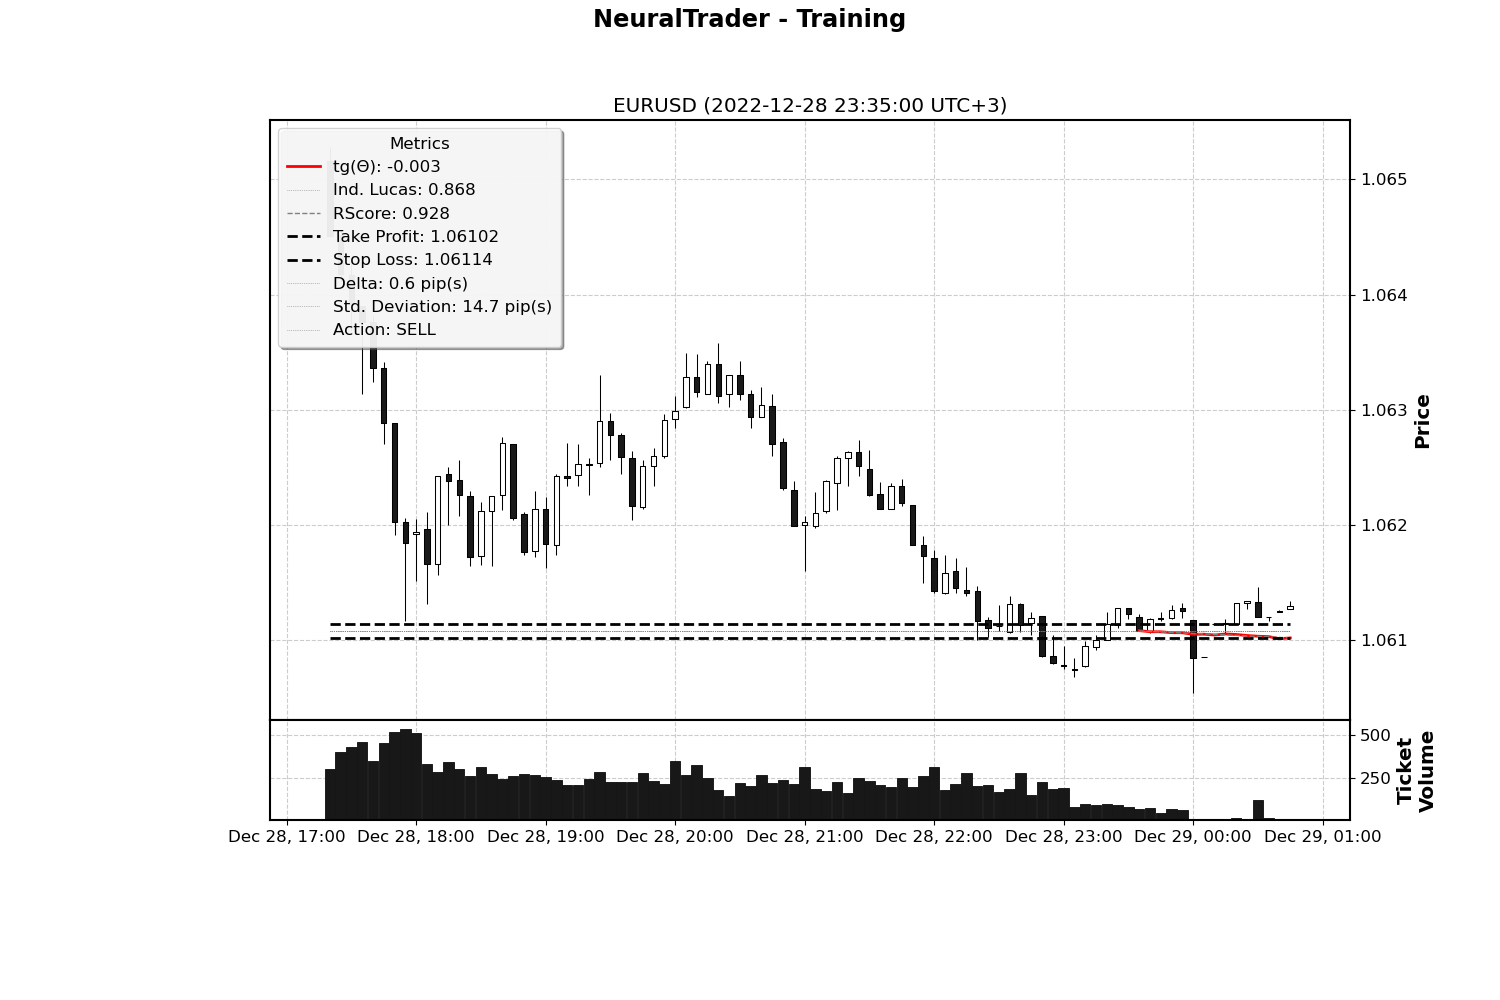 NeuralTrader - Training
EURUSD (2022-12-28 23:35:00 UTC+3)
Metrics
tg(Θ): -0.003
Ind. Lucas: 0.868
RScore: 0.928
Take Profit: 1.06102
Stop Loss: 1.06114
Delta: 0.6 pip(s)
Std. Deviation: 14.7 pip(s)
Action: SELL
1.065
1.064
1.063
1.062
1.061
Price
500
250
Ticket
Volume
Dec 28, 17:00 Dec 28, 18:00 Dec 28, 19:00 Dec 28, 20:00 Dec 28, 21:00 Dec 28, 22:00 Dec 28, 23:00 Dec 29, 00:00 Dec 29, 01:00